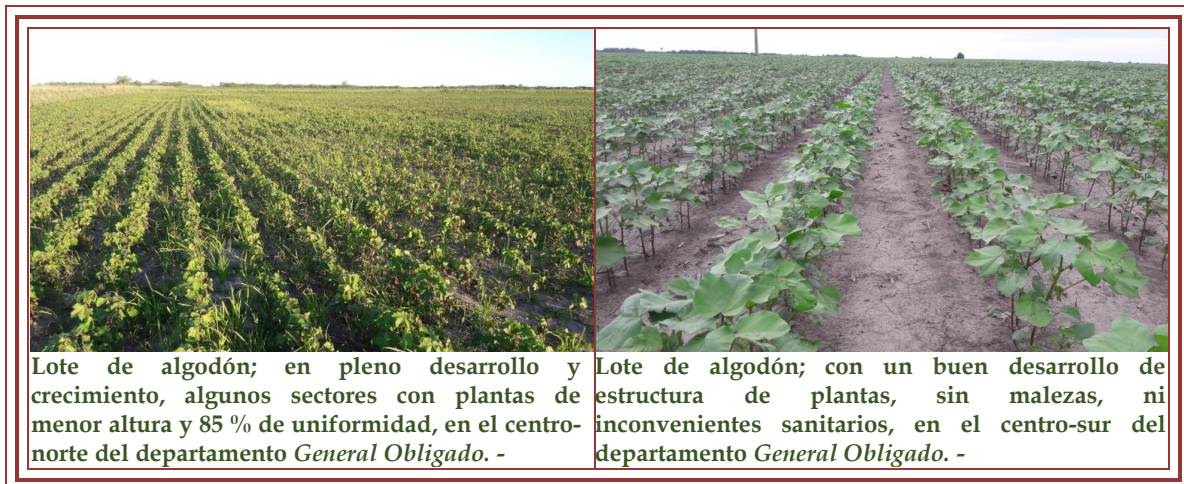 Lote de algodón; en pleno desarrollo y
crecimiento, algunos sectores con plantas de
menor altura y 85 % de uniformidad, en el centro-
norte del departamento General Obligado. -
Lote de algodón; con un buen desarrollo de
estructura de plantas, sin malezas, ni
inconvenientes sanitarios, en el centro-sur del
departamento General Obligado. -